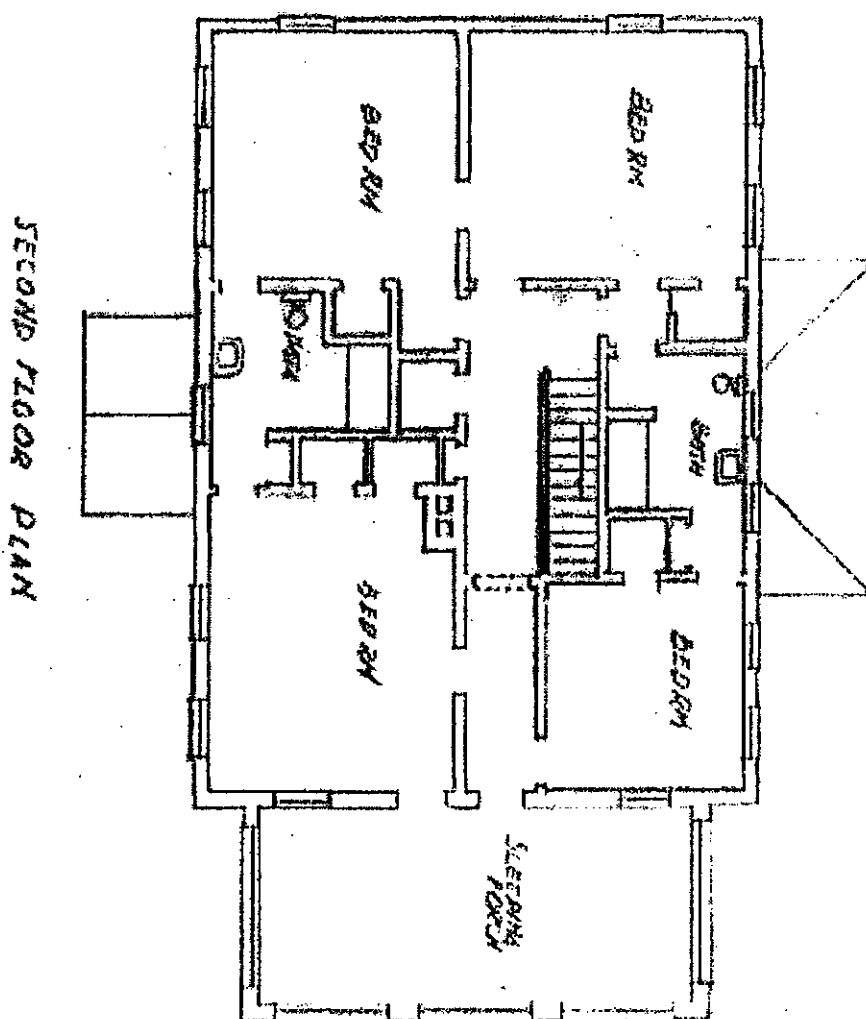 BED RM
BED RM
BATH
BATH
BED RM
BED RM
SLEEPING
PORCH
SECOND FLOOR PLAN